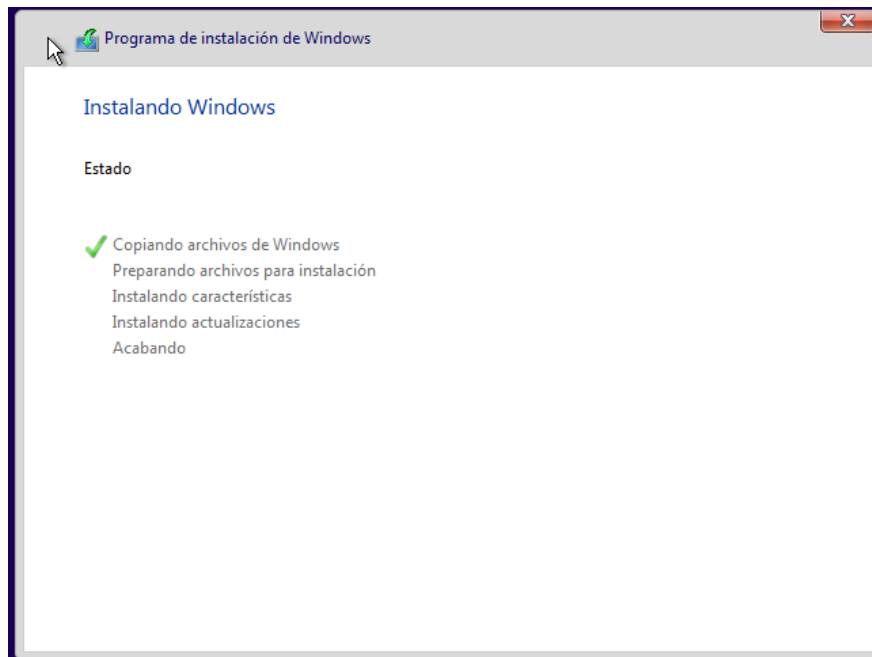 Programa de instalación de Windows
Instalando Windows
Estado
Copiando archivos de Windows
Preparando archivos para instalación
Instalando características
Instalando actualizaciones
Acabando